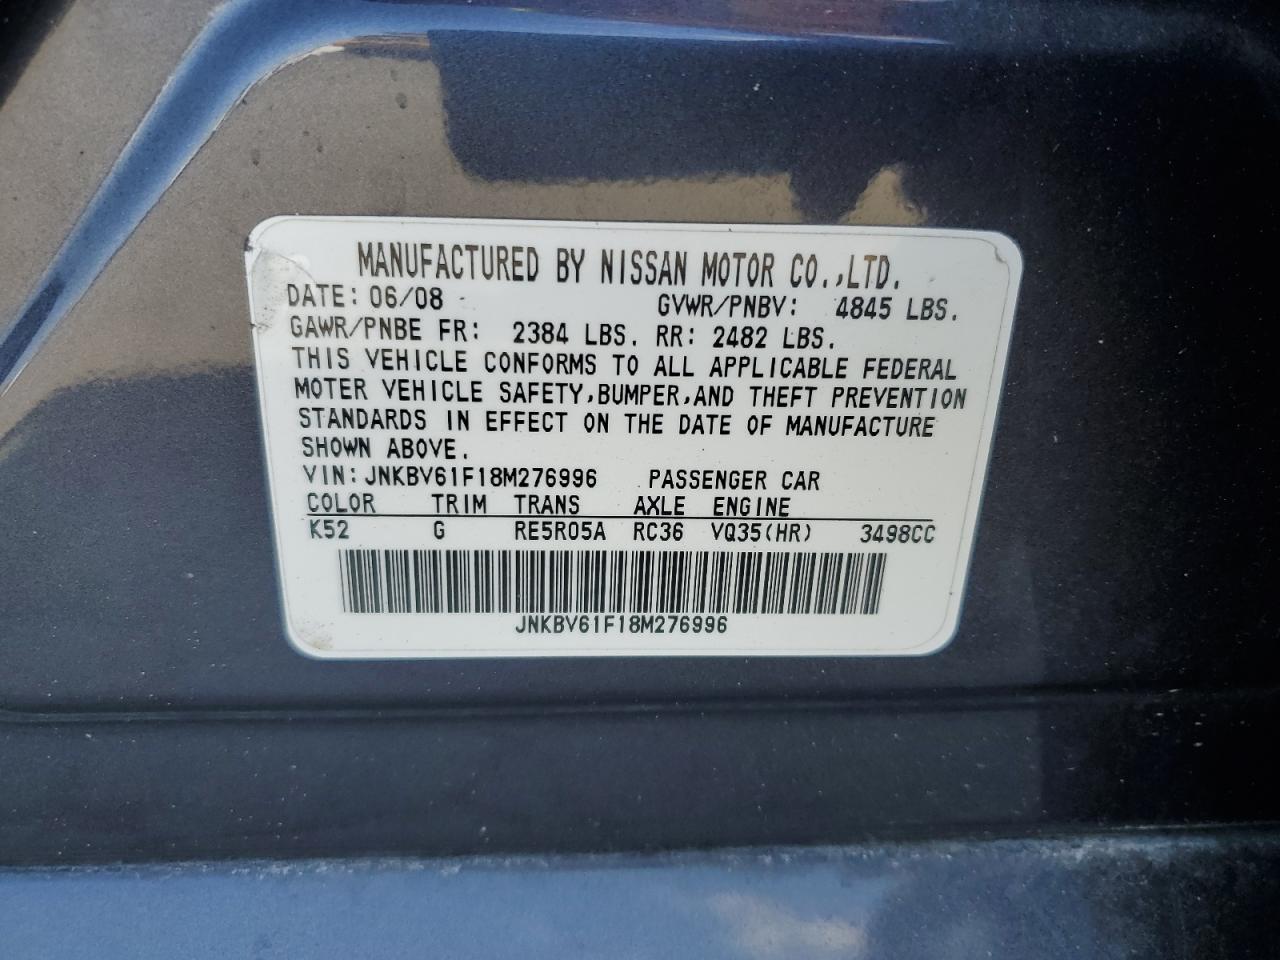 MANUFACTURED BY NISSAN MOTOR CO.,LTD.
DATE: 06/08 GVWR/PNBV: 4845 LBS.
GAWR/PNBE FR: 2384 LBS. RR: 2482 LBS.
THIS VEHICLE CONFORMS TO ALL APPLICABLE FEDERAL
MOTER VEHICLE SAFETY,BUMPER,AND THEFT PREVENTION
STANDARDS IN EFFECT ON THE DATE OF MANUFACTURE
SHOWN ABOVE.
VIN:JNKBV61F18M276996 PASSENGER CAR
COLOR TRIM TRANS AXLE ENGINE
K52 G RE5R05A RC36 VQ35(HR) 3498CC
JNKBV61F18M276996